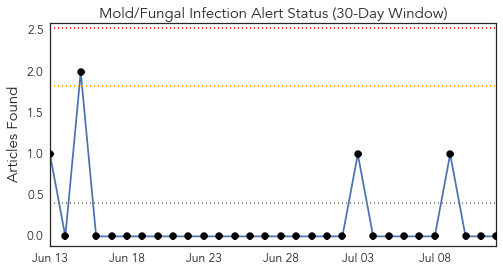 Mold/Fungal Infection Alert Status (30-Day Window)
Articles Found
2.5
2.0
1.5
1.0
0.5
0.0
Jun 13 Jun 18 Jun 23 Jun 28 Jul 03 Jul 08